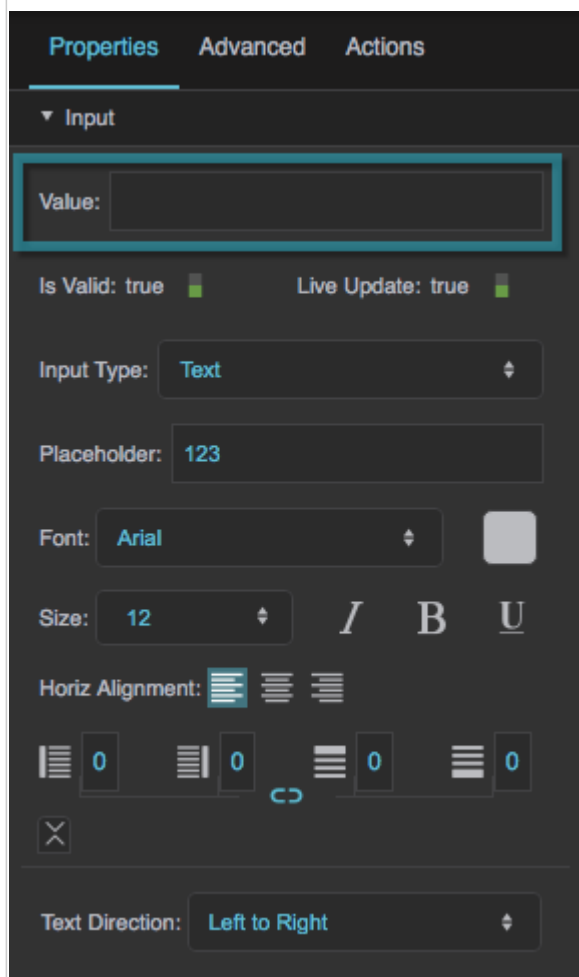 Properties Advanced Actions
Input
Value:
Is Valid: true Live Update: true
Input Type: Text
Placeholder: 123
Font: Arial
Size: 12 I B U
Horiz Alignment:
0 0 0 0
Text Direction: Left to Right